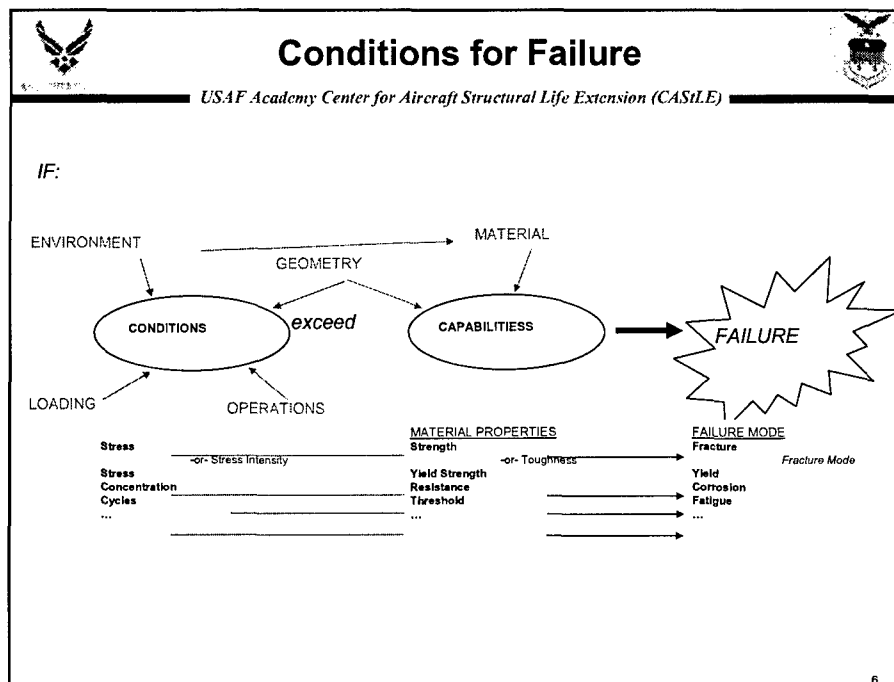 Conditions for Failure
USAF Academy Center for Aircraft Structural Life Extension (CAStLE)
IF:
ENVIRONMENT
MATERIAL
GEOMETRY
CONDITIONS
exceed
CAPABILITIESS
FAILURE
LOADING
OPERATIONS
MATERIAL PROPERTIES
FAILURE MODE
Stress
Strength
Fracture
-or- Stress Intensity
-or- Toughness
Fracture Mode
Stress
Yield Strength
Yield
Concentration
Resistance
Corrosion
Cycles
Threshold
Fatigue
...
...
...
6